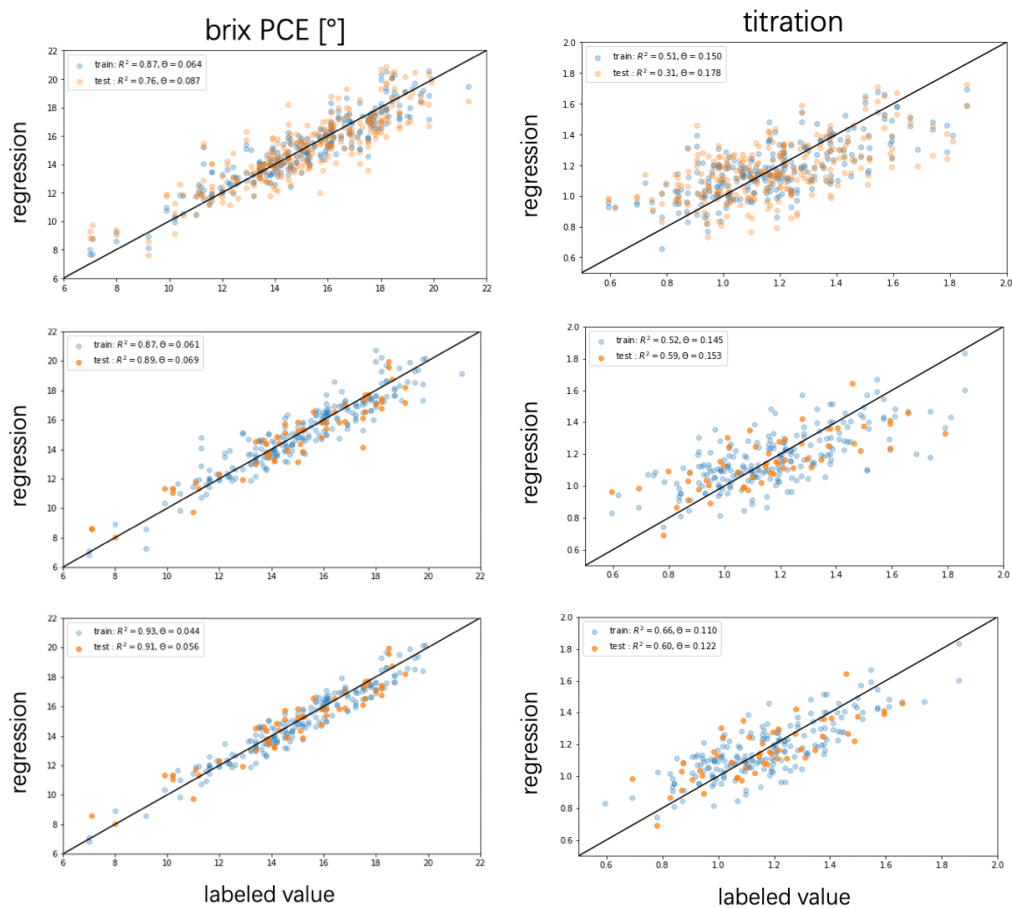 brix PCE [°]
titration
train: R² = 0.87, Θ = 0.064
test : R² = 0.76, Θ = 0.087
22
20
18
16
14
12
10
8
6
6 8 10 12 14 16 18 20 22
regression
train: R² = 0.51, Θ = 0.150
test : R² = 0.31, Θ = 0.178
2.0
1.8
1.6
1.4
1.2
1.0
0.8
0.6
0.6 0.8 1.0 1.2 1.4 1.6 1.8 2.0
regression
train: R² = 0.87, Θ = 0.061
test : R² = 0.89, Θ = 0.069
22
20
18
16
14
12
10
8
6
6 8 10 12 14 16 18 20 22
regression
train: R² = 0.52, Θ = 0.145
test : R² = 0.59, Θ = 0.153
2.0
1.8
1.6
1.4
1.2
1.0
0.8
0.6
0.6 0.8 1.0 1.2 1.4 1.6 1.8 2.0
regression
train: R² = 0.93, Θ = 0.044
test : R² = 0.91, Θ = 0.056
22
20
18
16
14
12
10
8
6
6 8 10 12 14 16 18 20 22
regression
labeled value
train: R² = 0.66, Θ = 0.110
test : R² = 0.60, Θ = 0.122
2.0
1.8
1.6
1.4
1.2
1.0
0.8
0.6
0.6 0.8 1.0 1.2 1.4 1.6 1.8 2.0
regression
labeled value